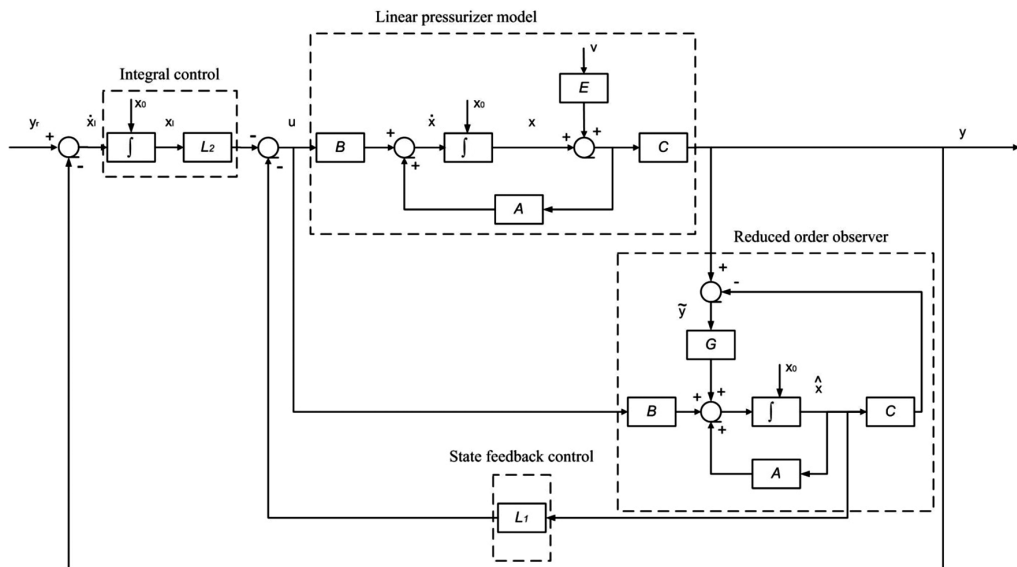 Linear pressurizer model
v
Integral control
E
x₀
x₀
yᵣ
+
-
ẋᵢ
∫
xᵢ
L₂
-
-
u
B
+
+
ẋ
∫
x
+
+
C
y
A
Reduced order observer
+
-
ỹ
G
x₀
x̂
B
+
+
+
∫
C
State feedback control
A
L₁